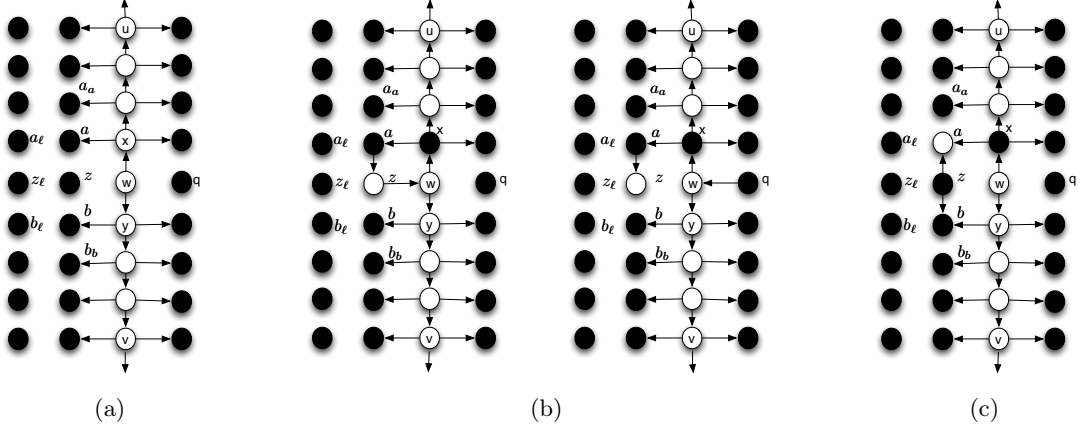 u u u u
a_a a_a a_a a_a
x x x
a_ℓ a x a_ℓ a a_ℓ a a_ℓ a
z_ℓ z w q z_ℓ z w q z_ℓ z w q z_ℓ z w q
b_ℓ b y b_ℓ b y b_ℓ b y b_ℓ b y
b_b b_b b_b b_b
v v v v
(a) (b) (c)